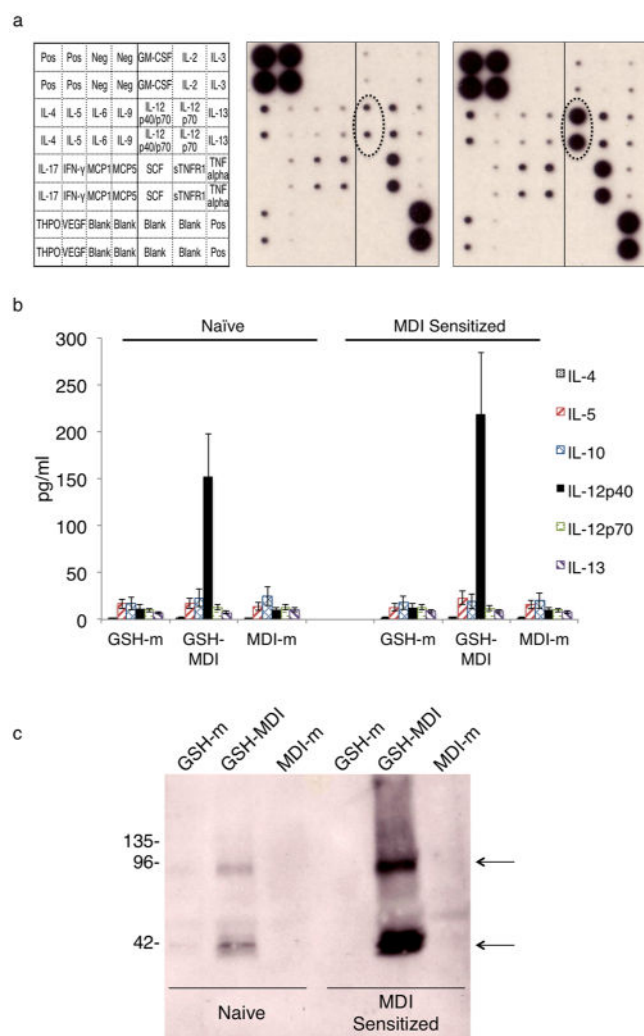 a
Pos Pos Neg Neg GM-CSF IL-2 IL-3
Pos Pos Neg Neg GM-CSF IL-2 IL-3
IL-4 IL-5 IL-6 IL-9 IL-12 p40/p70 IL-12 p70 IL-13
IL-4 IL-5 IL-6 IL-9 IL-12 p40/p70 IL-12 p70 IL-13
IL-17 IFN-γ MCP1 MCP5 SCF sTNFR1 TNF alpha
IL-17 IFN-γ MCP1 MCP5 SCF sTNFR1 TNF alpha
THPO VEGF Blank Blank Blank Blank Pos
THPO VEGF Blank Blank Blank Blank Pos
b
Naïve MDI Sensitized
300
250
200
150
100
50
0
pg/ml
IL-4
IL-5
IL-10
IL-12p40
IL-12p70
IL-13
GSH-m GSH-MDI MDI-m GSH-m GSH-MDI MDI-m
c
GSH-m GSH-MDI MDI-m GSH-m GSH-MDI MDI-m
135-
96-
42-
Naive MDI Sensitized